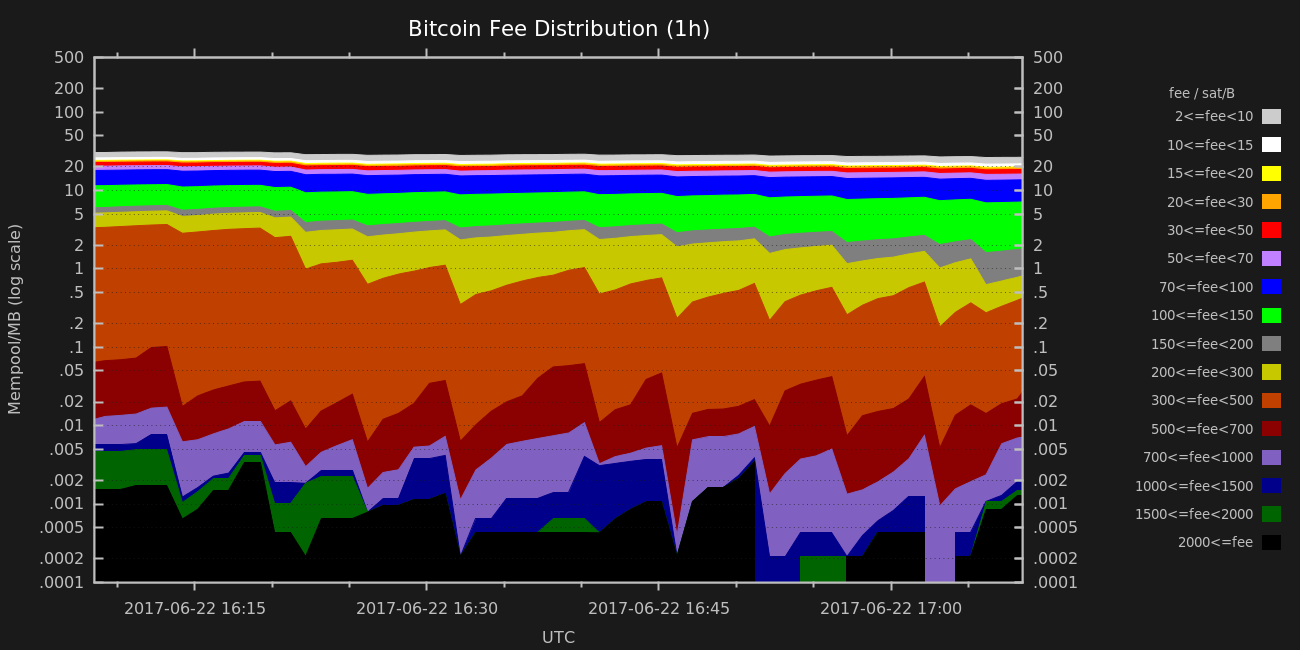 Bitcoin Fee Distribution (1h)
Mempool/MB (log scale)
500
200
100
50
20
10
5
2
1
.5
.2
.1
.05
.02
.01
.005
.002
.001
.0005
.0002
.0001
500
200
100
50
20
10
5
2
1
.5
.2
.1
.05
.02
.01
.005
.002
.001
.0005
.0002
.0001
2017-06-22 16:15
2017-06-22 16:30
2017-06-22 16:45
2017-06-22 17:00
UTC
fee / sat/B
2<=fee<10
10<=fee<15
15<=fee<20
20<=fee<30
30<=fee<50
50<=fee<70
70<=fee<100
100<=fee<150
150<=fee<200
200<=fee<300
300<=fee<500
500<=fee<700
700<=fee<1000
1000<=fee<1500
1500<=fee<2000
2000<=fee